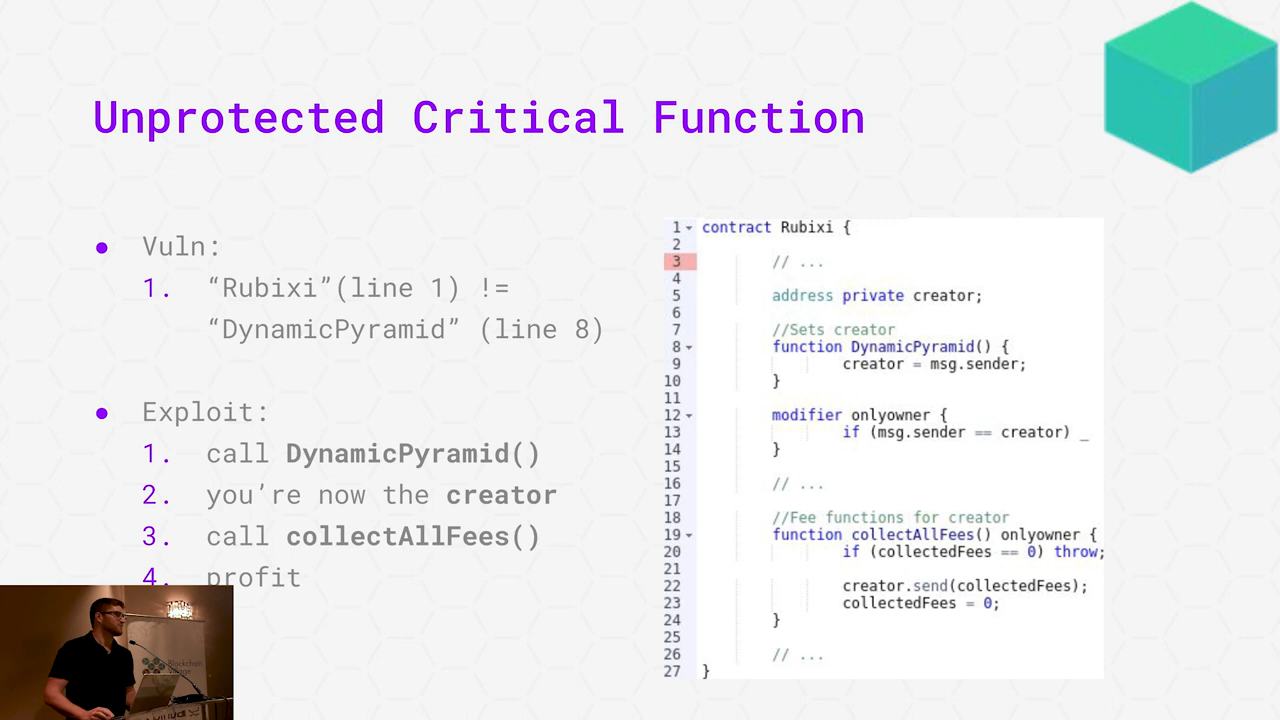 Unprotected Critical Function
● Vuln:
1. “Rubixi”(line 1) !=
“DynamicPyramid” (line 8)
● Exploit:
1. call DynamicPyramid()
2. you’re now the creator
3. call collectAllFees()
4. profit
1 contract Rubixi {
2
3 // ...
4
5 address private creator;
6
7 //Sets creator
8 function DynamicPyramid() {
9 creator = msg.sender;
10 }
11
12 modifier onlyowner {
13 if (msg.sender == creator) _
14 }
15
16 // ...
17
18 //Fee functions for creator
19 function collectAllFees() onlyowner {
20 if (collectedFees == 0) throw;
21
22 creator.send(collectedFees);
23 collectedFees = 0;
24 }
25
26 // ...
27 }
Blockchain
Village